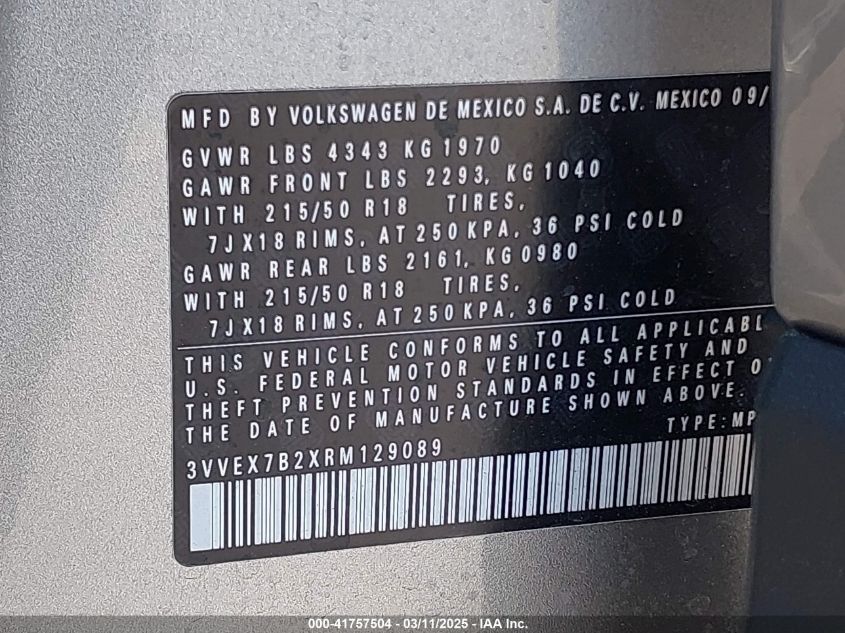 MFD BY VOLKSWAGEN DE MEXICO S.A. DE C.V. MEXICO 09/
GVWR LBS 4343 KG 1970
GAWR FRONT LBS 2293, KG 1040
WITH 215/50 R18 TIRES,
7JX18 RIMS, AT 250 KPA, 36 PSI COLD
GAWR REAR LBS 2161, KG 0980
WITH 215/50 R18 TIRES,
7JX18 RIMS, AT 250 KPA, 36 PSI COLD
THIS VEHICLE CONFORMS TO ALL APPLICABL
U.S. FEDERAL MOTOR VEHICLE SAFETY AND
THEFT PREVENTION STANDARDS IN EFFECT O
THE DATE OF MANUFACTURE SHOWN ABOVE.
TYPE: MP
3VVEX7B2XRM129089
000-41757504 - 03/11/2025 - IAA Inc.